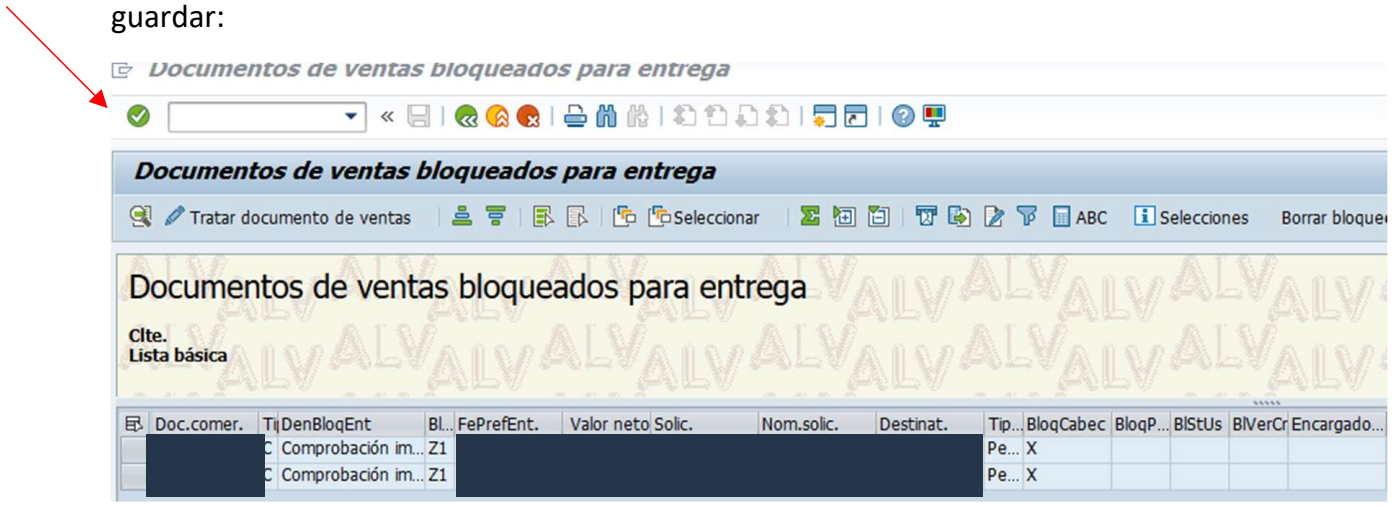 guardar:
Documentos de ventas bloqueados para entrega
Documentos de ventas bloqueados para entrega
Tratar documento de ventas Seleccionar ABC Selecciones Borrar bloque
Documentos de ventas bloqueados para entrega
Clte.
Lista básica
Doc.comer. Ti DenBloqEnt Bl... FePrefEnt. Valor neto Solic. Nom.solic. Destinat. Tip... BloqCabec BloqP... BlStUs BlVerCr Encargado...
C Comprobación im... Z1 Pe... X
C Comprobación im... Z1 Pe... X